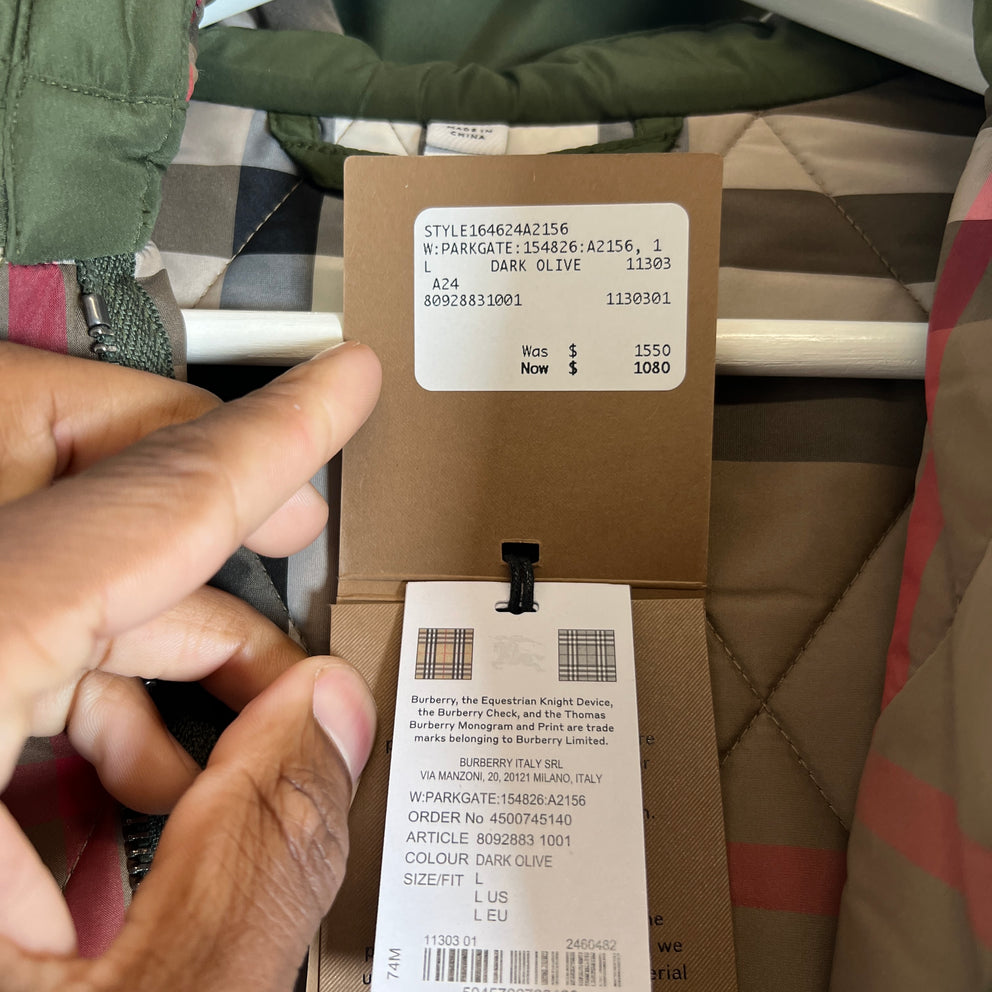 MADE IN
CHINA
STYLE164624A2156
W:PARKGATE:154826:A2156, 1
L DARK OLIVE 11303
A24
80928831001 1130301
Was $ 1550
Now $ 1080
Burberry, the Equestrian Knight Device,
the Burberry Check, and the Thomas
Burberry Monogram and Print are trade
marks belonging to Burberry Limited.
BURBERRY ITALY SRL
VIA MANZONI, 20, 20121 MILANO, ITALY
W:PARKGATE:154826:A2156
ORDER No 4500745140
ARTICLE 8092883 1001
COLOUR DARK OLIVE
SIZE/FIT L
L US
L EU
11303 01 2460482
74M
we